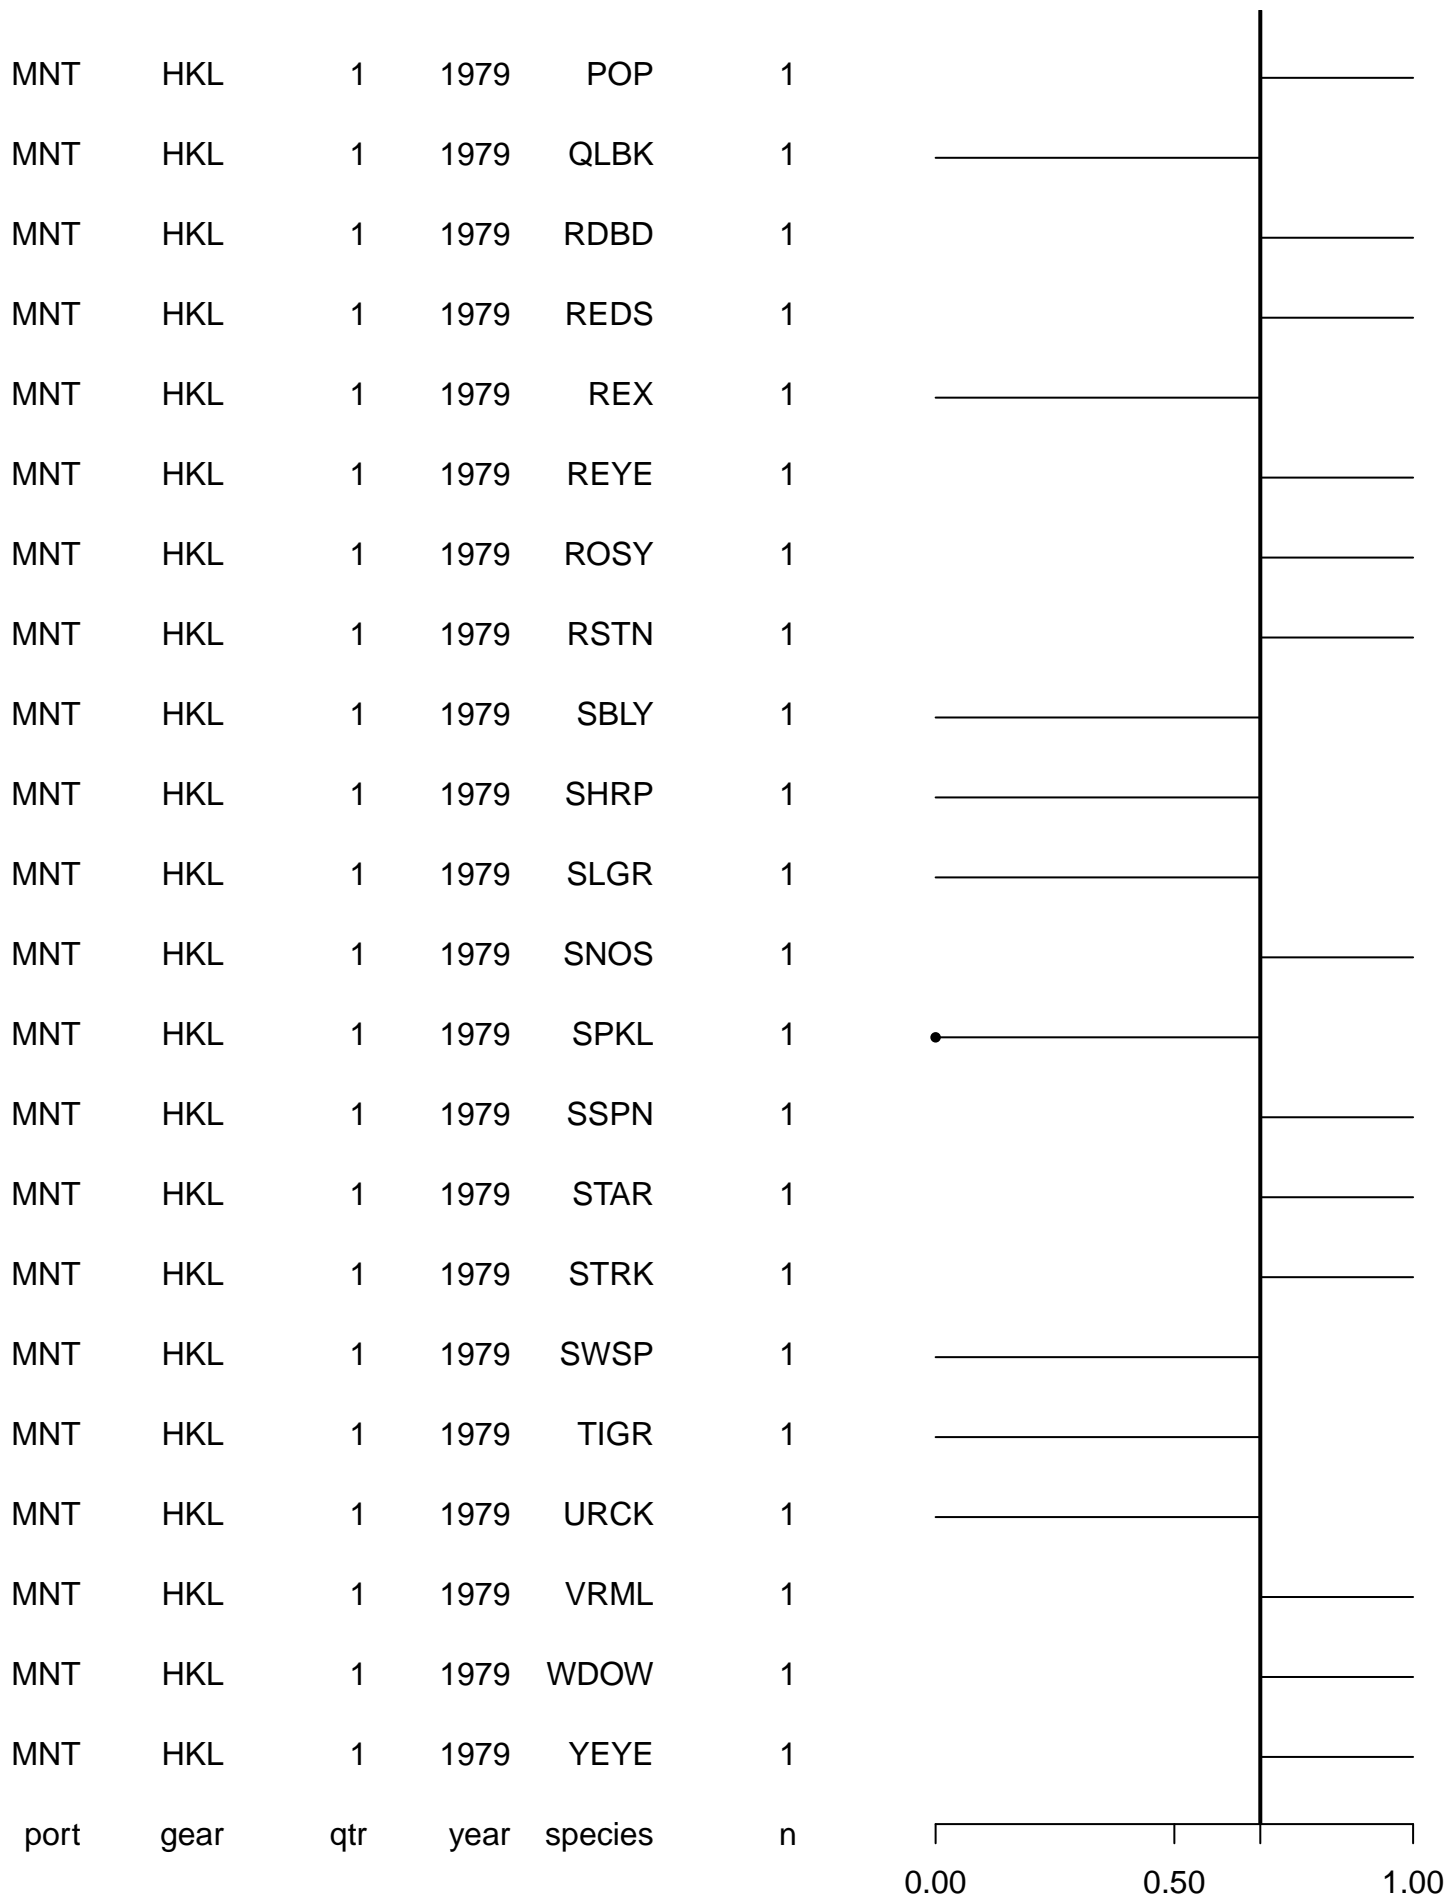 MNT HKL 1 1979 POP 1
MNT HKL 1 1979 QLBK 1
MNT HKL 1 1979 RDBD 1
MNT HKL 1 1979 REDS 1
MNT HKL 1 1979 REX 1
MNT HKL 1 1979 REYE 1
MNT HKL 1 1979 ROSY 1
MNT HKL 1 1979 RSTN 1
MNT HKL 1 1979 SBLY 1
MNT HKL 1 1979 SHRP 1
MNT HKL 1 1979 SLGR 1
MNT HKL 1 1979 SNOS 1
MNT HKL 1 1979 SPKL 1
MNT HKL 1 1979 SSPN 1
MNT HKL 1 1979 STAR 1
MNT HKL 1 1979 STRK 1
MNT HKL 1 1979 SWSP 1
MNT HKL 1 1979 TIGR 1
MNT HKL 1 1979 URCK 1
MNT HKL 1 1979 VRML 1
MNT HKL 1 1979 WDOW 1
MNT HKL 1 1979 YEYE 1
port gear qtr year species n
0.00 0.50 1.00